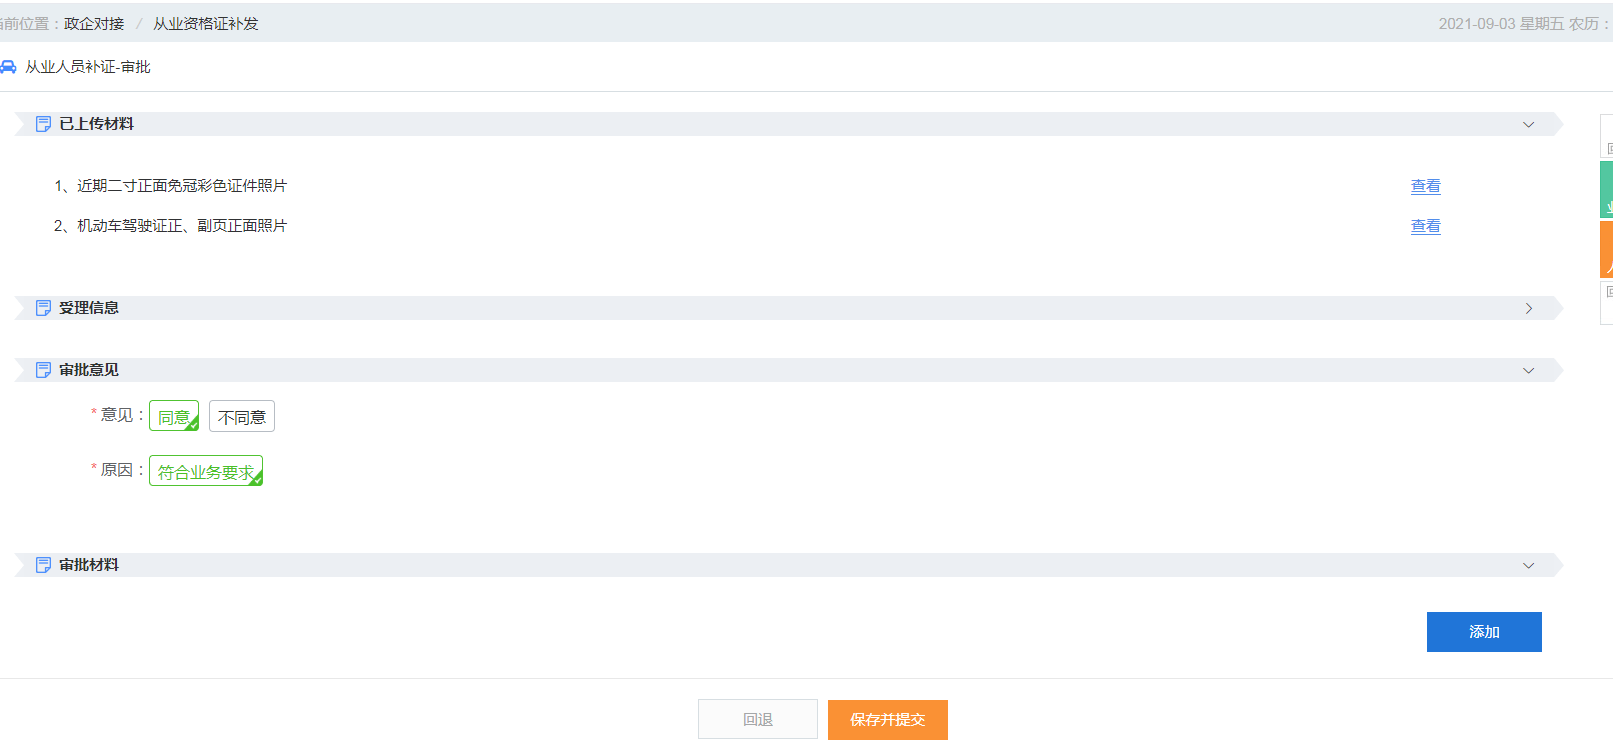 当前位置：政企对接 / 从业资格证补发
2021-09-03 星期五 农历：
从业人员补证-审批
已上传材料
1、近期二寸正面免冠彩色证件照片 查看
2、机动车驾驶证正、副页正面照片 查看
受理信息
审批意见
* 意见： 同意 不同意
* 原因： 符合业务要求
审批材料
添加
回退 保存并提交